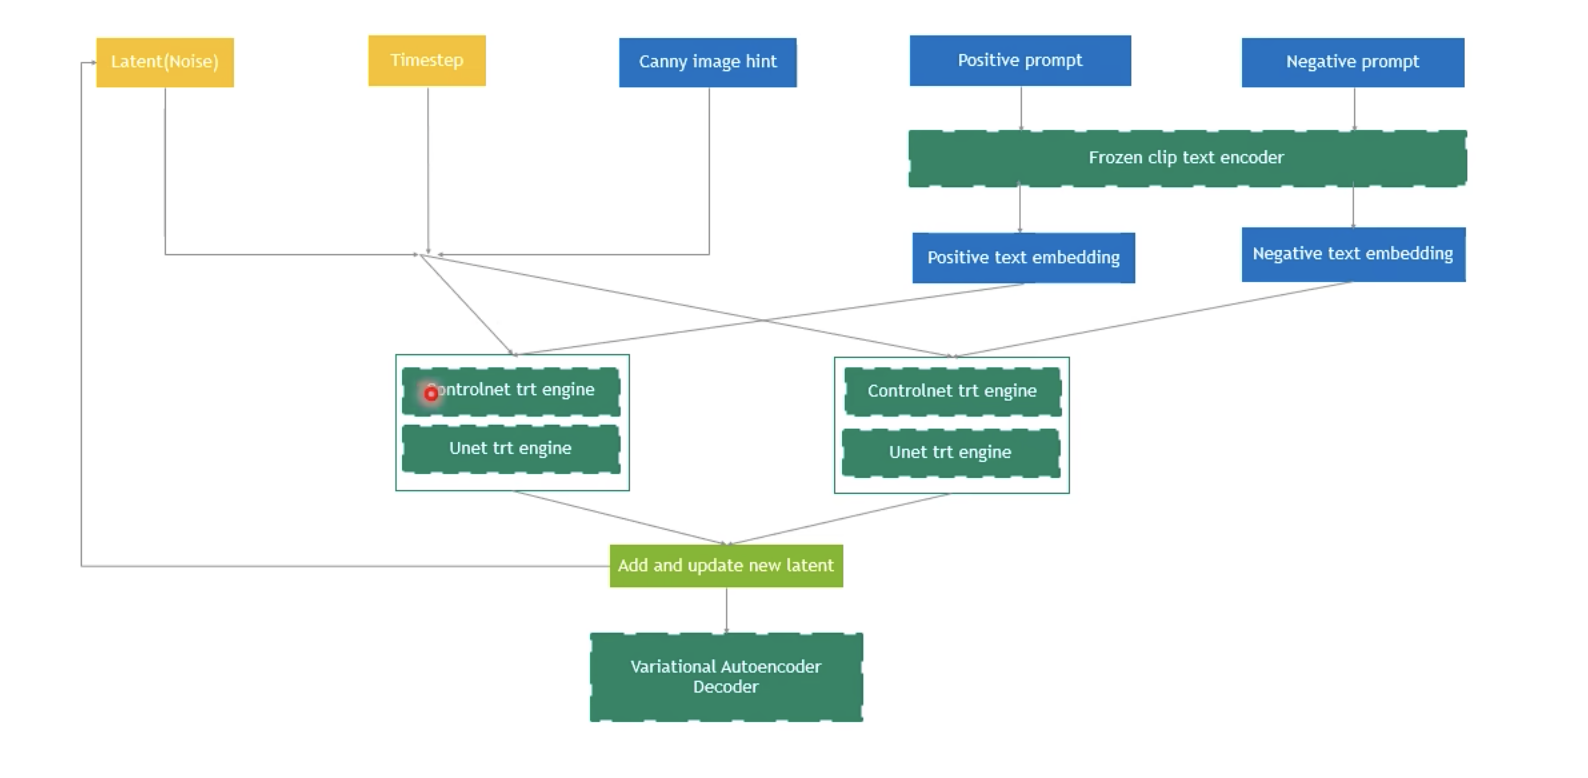 Latent(Noise)
Timestep
Canny image hint
Positive prompt
Negative prompt
Frozen clip text encoder
Positive text embedding
Negative text embedding
Controlnet trt engine
Unet trt engine
Controlnet trt engine
Unet trt engine
Add and update new latent
Variational Autoencoder
Decoder